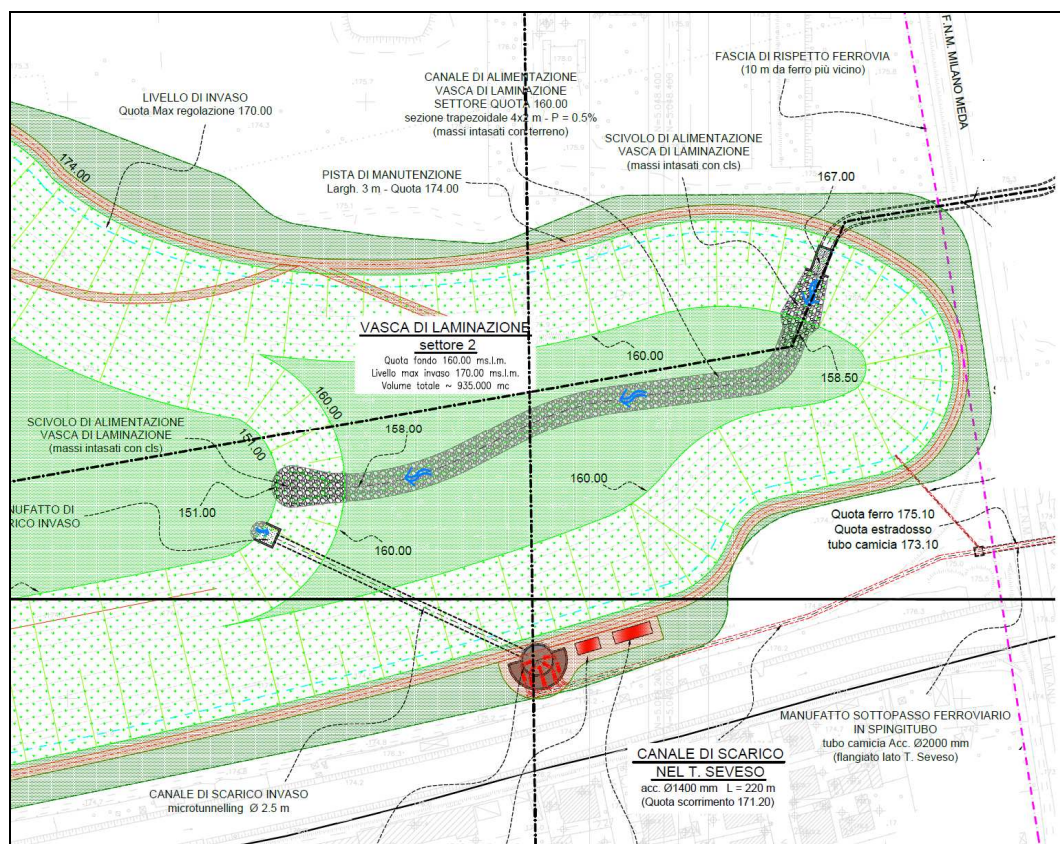 F.N.M. MILANO MEDA
FASCIA DI RISPETTO FERROVIA
(10 m da ferro più vicino)
CANALE DI ALIMENTAZIONE
VASCA DI LAMINAZIONE
SETTORE QUOTA 160.00
sezione trapezoidale 4x2 m - P = 0.5%
(massi intasati con terreno)
LIVELLO DI INVASO
Quota Max regolazione 170.00
SCIVOLO DI ALIMENTAZIONE
VASCA DI LAMINAZIONE
(massi intasati con cls)
PISTA DI MANUTENZIONE
Largh. 3 m - Quota 174.00
174.00
167.00
VASCA DI LAMINAZIONE
settore 2
Quota fondo 160.00 ms.l.m.
Livello max invaso 170.00 ms.l.m.
Volume totale ~ 935.000 mc
160.00
158.50
160.00
SCIVOLO DI ALIMENTAZIONE
VASCA DI LAMINAZIONE
(massi intasati con cls)
151.00
158.00
160.00
151.00
NUFATTO DI
RICO INVASO
160.00
Quota ferro 175.10
Quota estradosso
tubo camicia 173.10
MANUFATTO SOTTOPASSO FERROVIARIO
IN SPINGITUBO
tubo camicia Acc. Ø2000 mm
(flangiato lato T. Seveso)
CANALE DI SCARICO
NEL T. SEVESO
acc. Ø1400 mm L = 220 m
(Quota scorrimento 171.20)
CANALE DI SCARICO INVASO
microtunnelling Ø 2.5 m